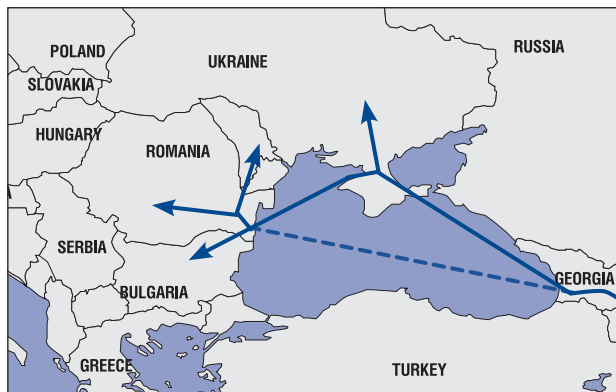 POLAND
RUSSIA
UKRAINE
SLOVAKIA
HUNGARY
ROMANIA
SERBIA
GEORGIA
BULGARIA
GREECE
TURKEY